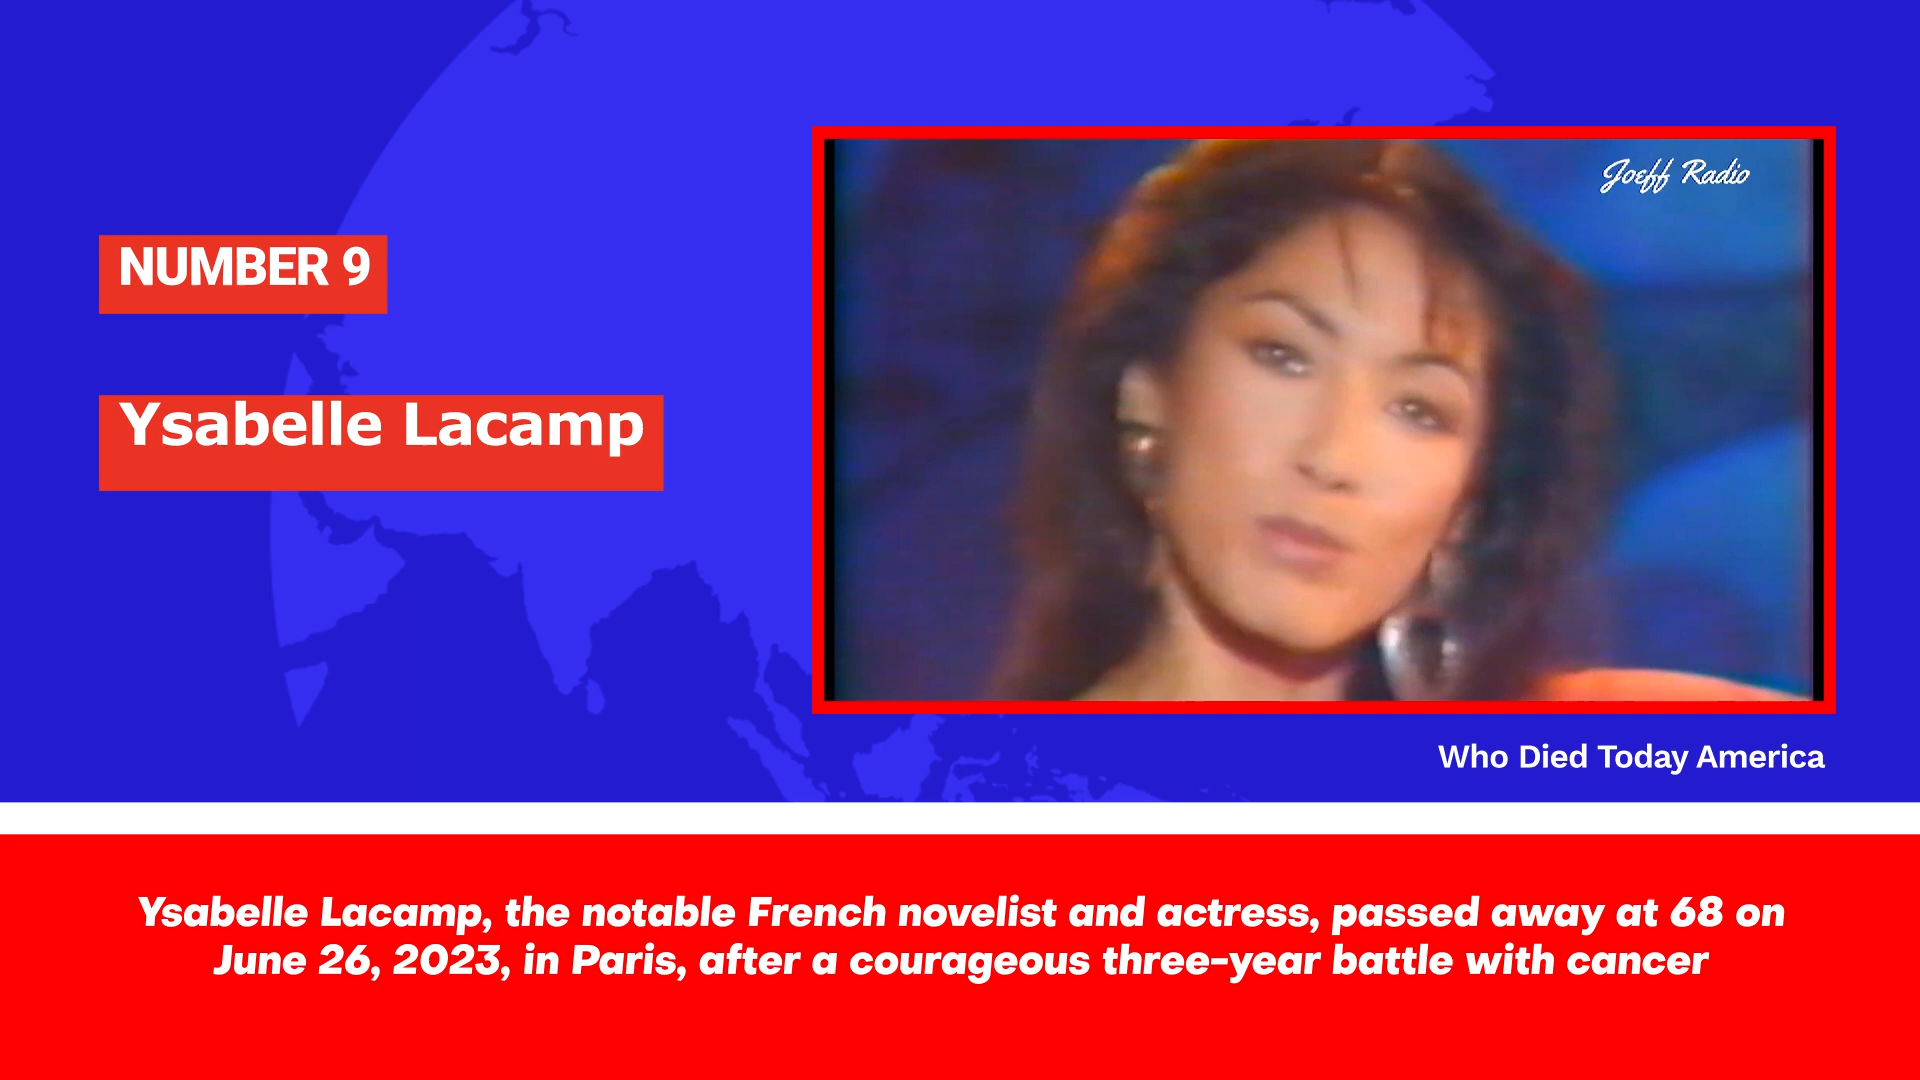 Joeff Radio
NUMBER 9
Ysabelle Lacamp
Who Died Today America
Ysabelle Lacamp, the notable French novelist and actress, passed away at 68 on
June 26, 2023, in Paris, after a courageous three-year battle with cancer